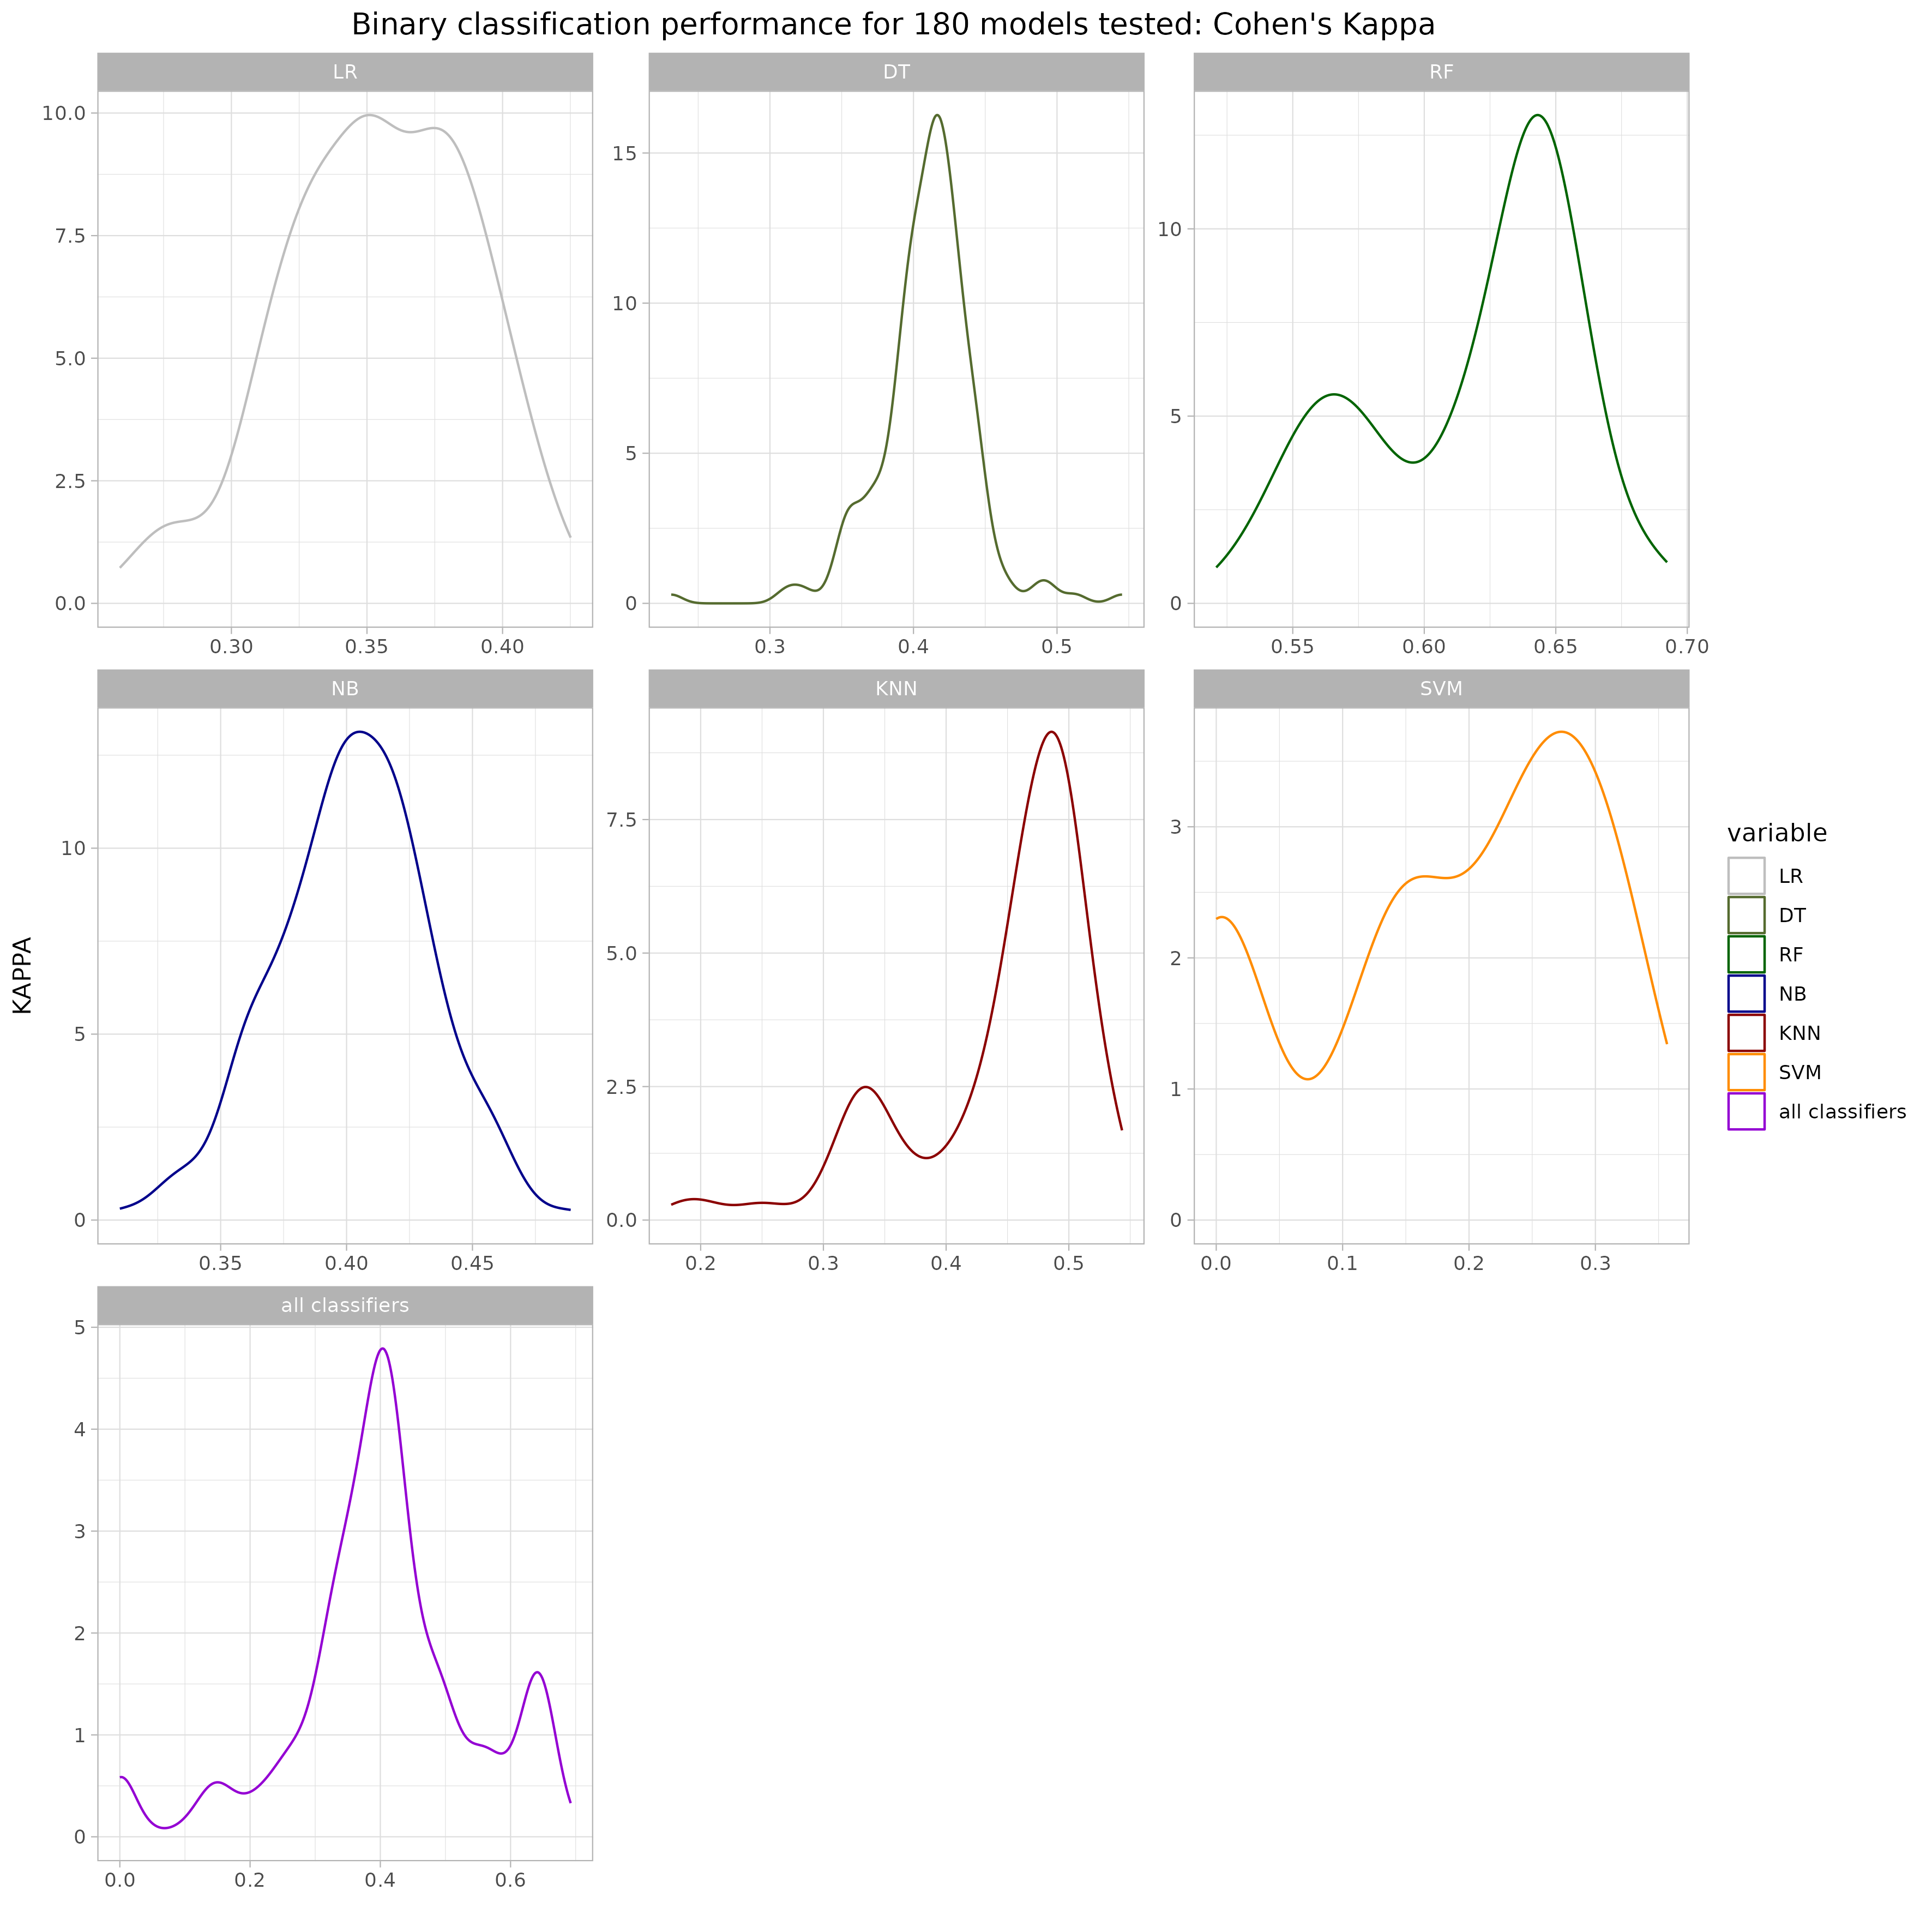 Binary classification performance for 180 models tested: Cohen's Kappa
LR
DT
RF
10.0
7.5
5.0
2.5
0.0
0.30 0.35 0.40
15
10
5
0
0.3 0.4 0.5
10
5
0
0.55 0.60 0.65 0.70
NB
KNN
SVM
10
5
0
0.35 0.40 0.45
7.5
5.0
2.5
0.0
0.2 0.3 0.4 0.5
3
2
1
0
0.0 0.1 0.2 0.3
all classifiers
5
4
3
2
1
0
0.0 0.2 0.4 0.6
KAPPA
variable
LR
DT
RF
NB
KNN
SVM
all classifiers